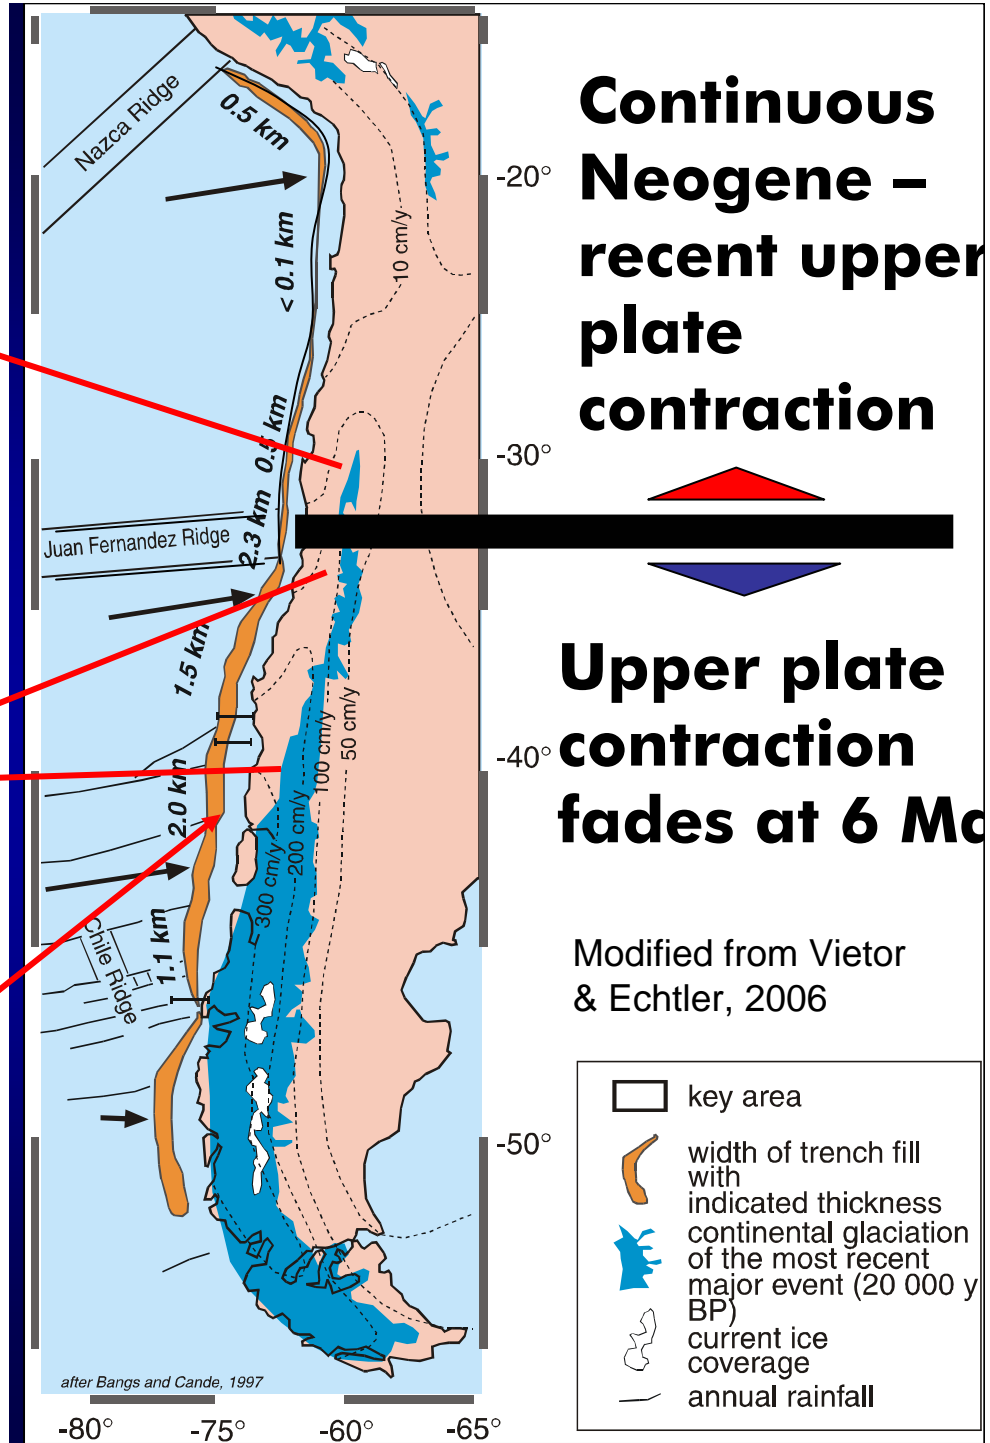 Continuous
Neogene –
recent upper
plate
contraction
Upper plate
contraction
fades at 6 Ma
Modified from Vietor
& Echtler, 2006
Nazca Ridge
0.5 km
< 0.1 km
10 cm/y
0.5 km
2.3 km
Juan Fernandez Ridge
1.5 km
50 cm/y
100 cm/y
2.0 km
200 cm/y
300 cm/y
Chile Ridge
1.1 km
-20°
-30°
-40°
-50°
key area
width of trench fill
with
indicated thickness
continental glaciation
of the most recent
major event (20 000 y
BP)
current ice
coverage
annual rainfall
after Bangs and Cande, 1997
-80° -75° -60° -65°